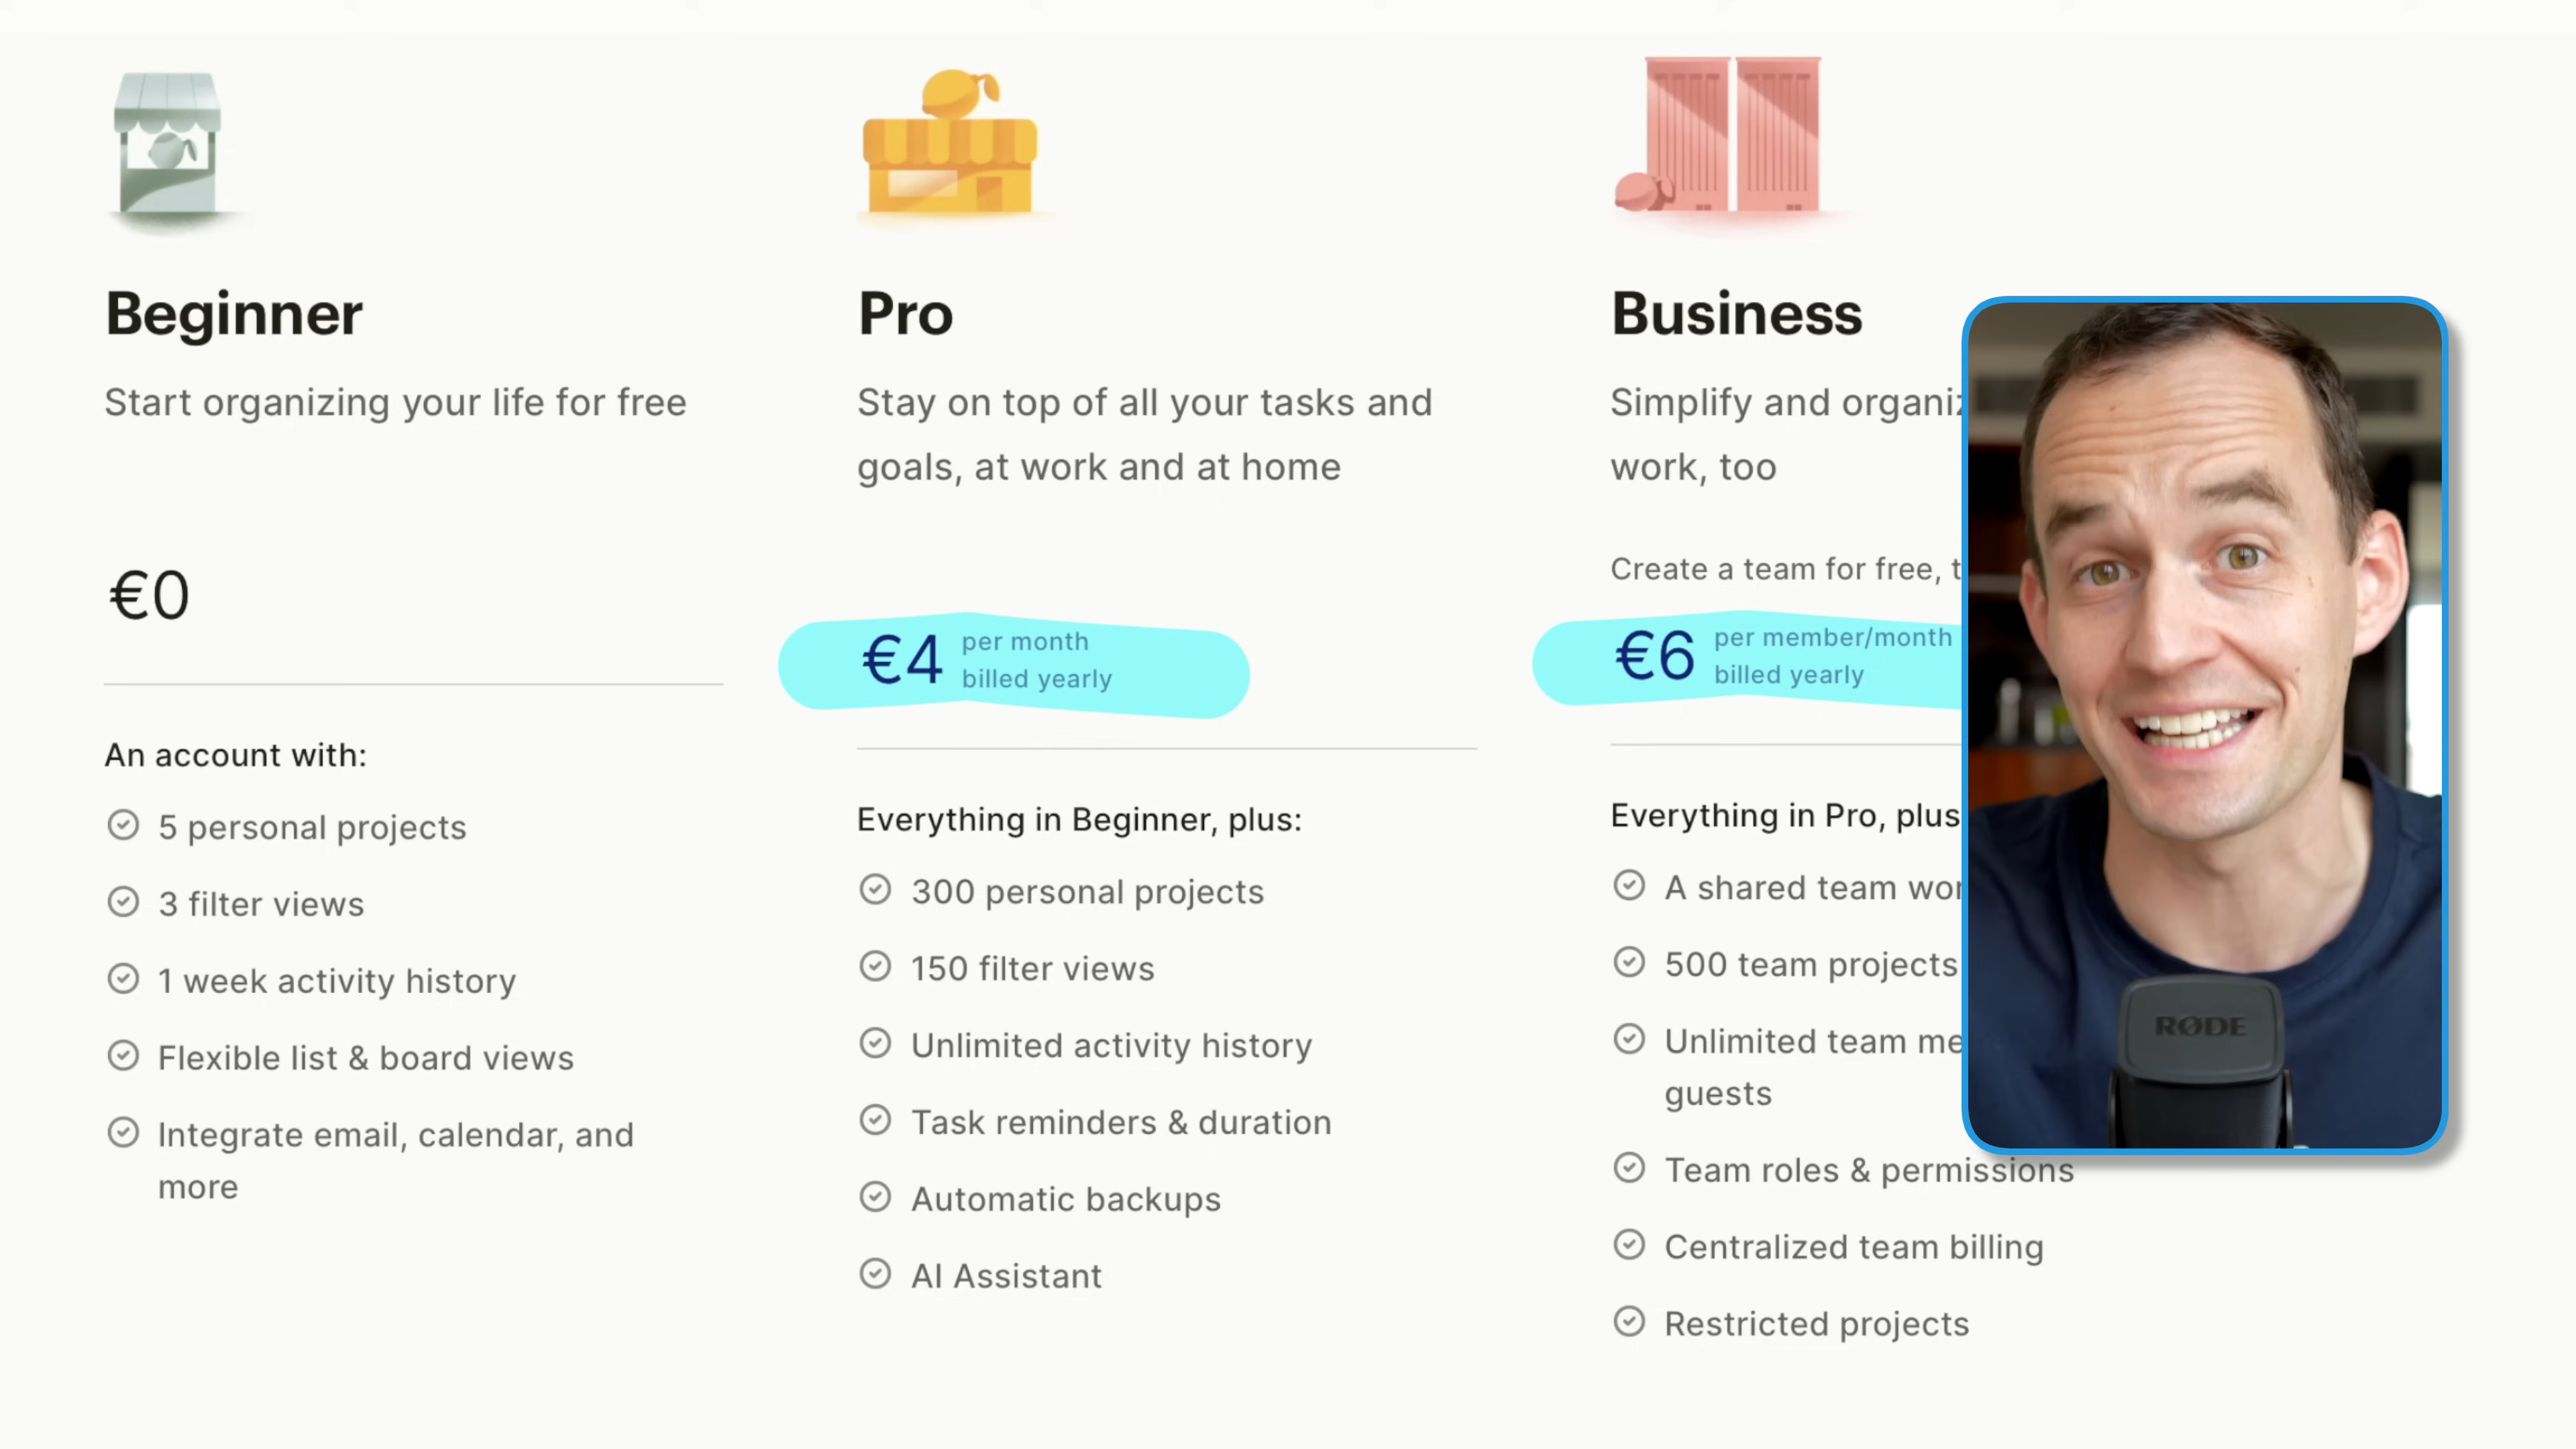 Beginner
Start organizing your life for free
€0
An account with:
5 personal projects
3 filter views
1 week activity history
Flexible list & board views
Integrate email, calendar, and
more
Pro
Stay on top of all your tasks and
goals, at work and at home
€4 per month
billed yearly
Everything in Beginner, plus:
300 personal projects
150 filter views
Unlimited activity history
Task reminders & duration
Automatic backups
AI Assistant
Business
Simplify and
work, too
Create a team for free,
€6 per member/month
billed yearly
Everything in Pro, plus
A shared team
500 team projects
Unlimited team
guests
Team roles & permissions
Centralized team billing
Restricted projects
RØDE